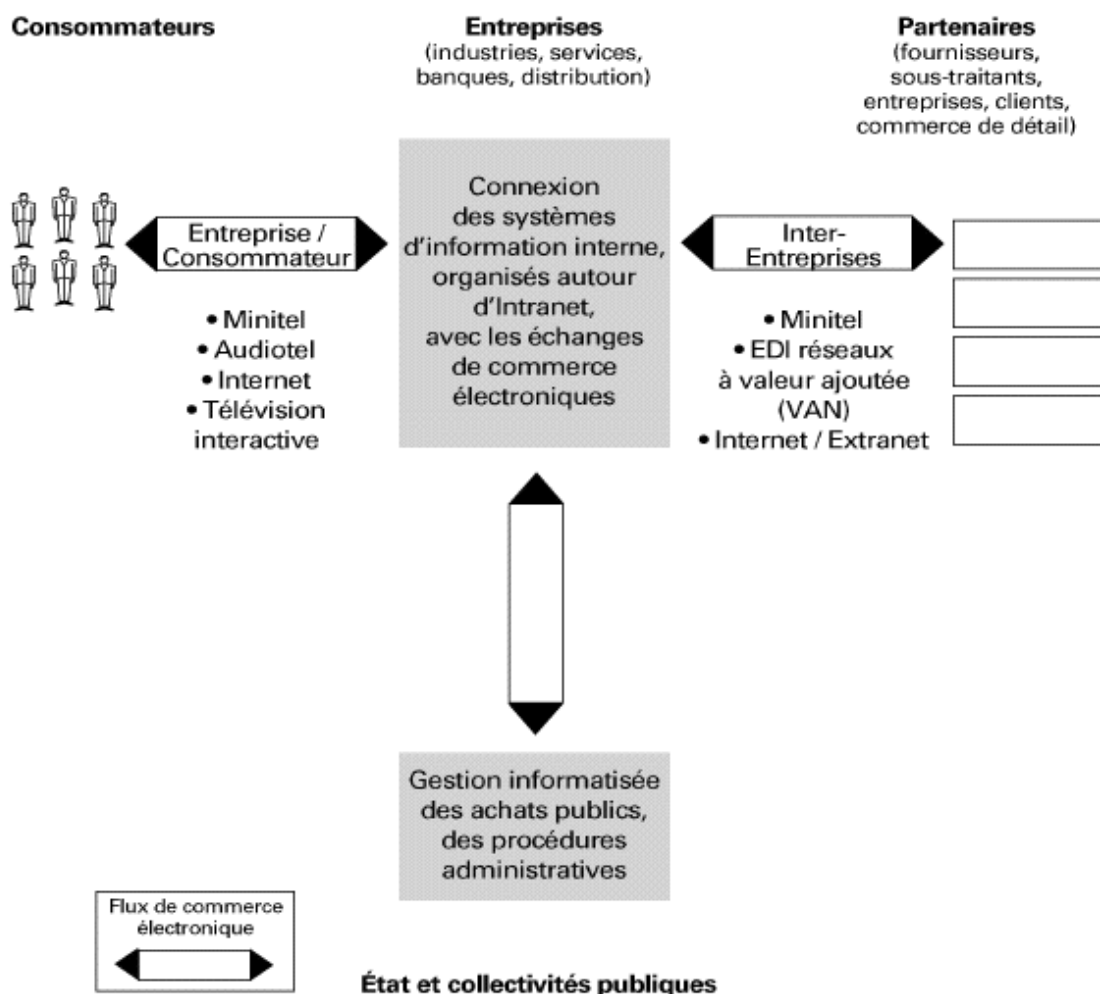 Consommateurs
Entreprises
(industries, services,
banques, distribution)
Partenaires
(fournisseurs,
sous-traitants,
entreprises, clients,
commerce de détail)
Entreprise /
Consommateur
• Minitel
• Audiotel
• Internet
• Télévision
interactive
Connexion
des systèmes
d'information interne,
organisés autour
d'Intranet,
avec les échanges
de commerce
électroniques
Inter-
Entreprises
• Minitel
• EDI réseaux
à valeur ajoutée
(VAN)
• Internet / Extranet
Gestion informatisée
des achats publics,
des procédures
administratives
Flux de commerce
électronique
État et collectivités publiques